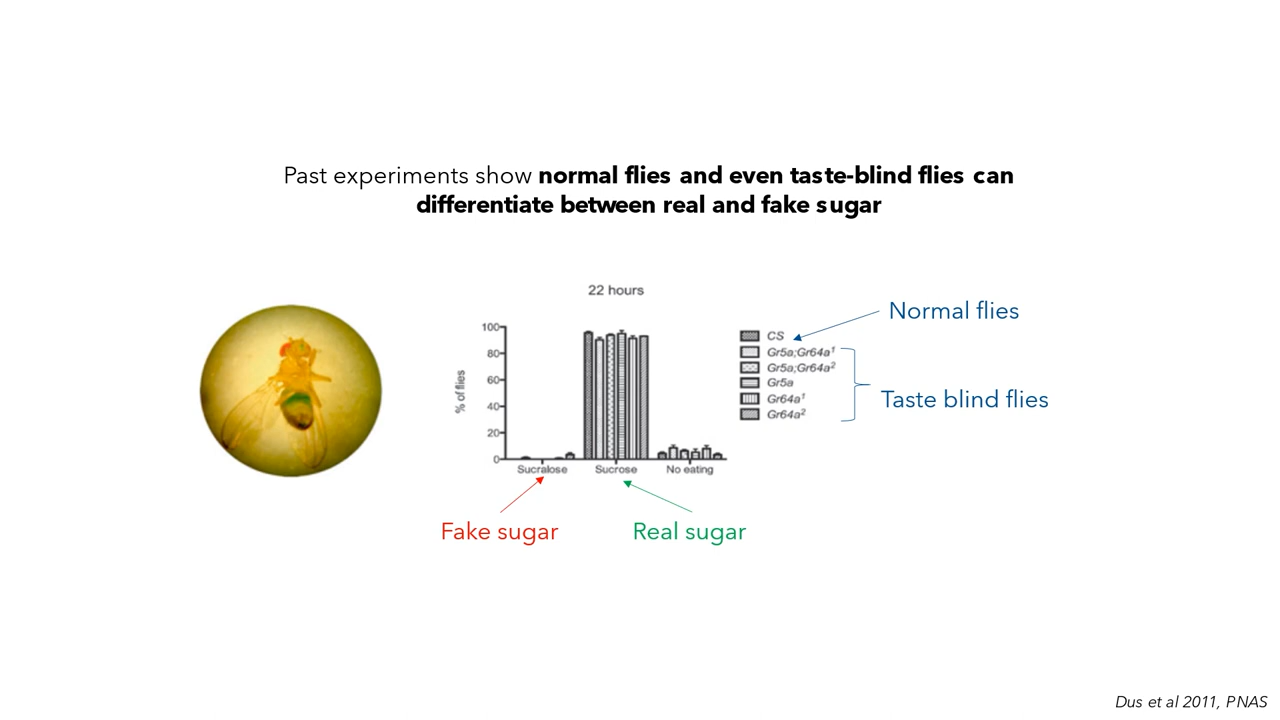 Past experiments show normal flies and even taste-blind flies can
differentiate between real and fake sugar
22 hours
% of flies
100
80
60
40
20
0
Sucralose
Sucrose
No eating
CS
Gr5a;Gr64a¹
Gr5a;Gr64a²
Gr5a
Gr64a¹
Gr64a²
Normal flies
Taste blind flies
Fake sugar
Real sugar
Dus et al 2011, PNAS